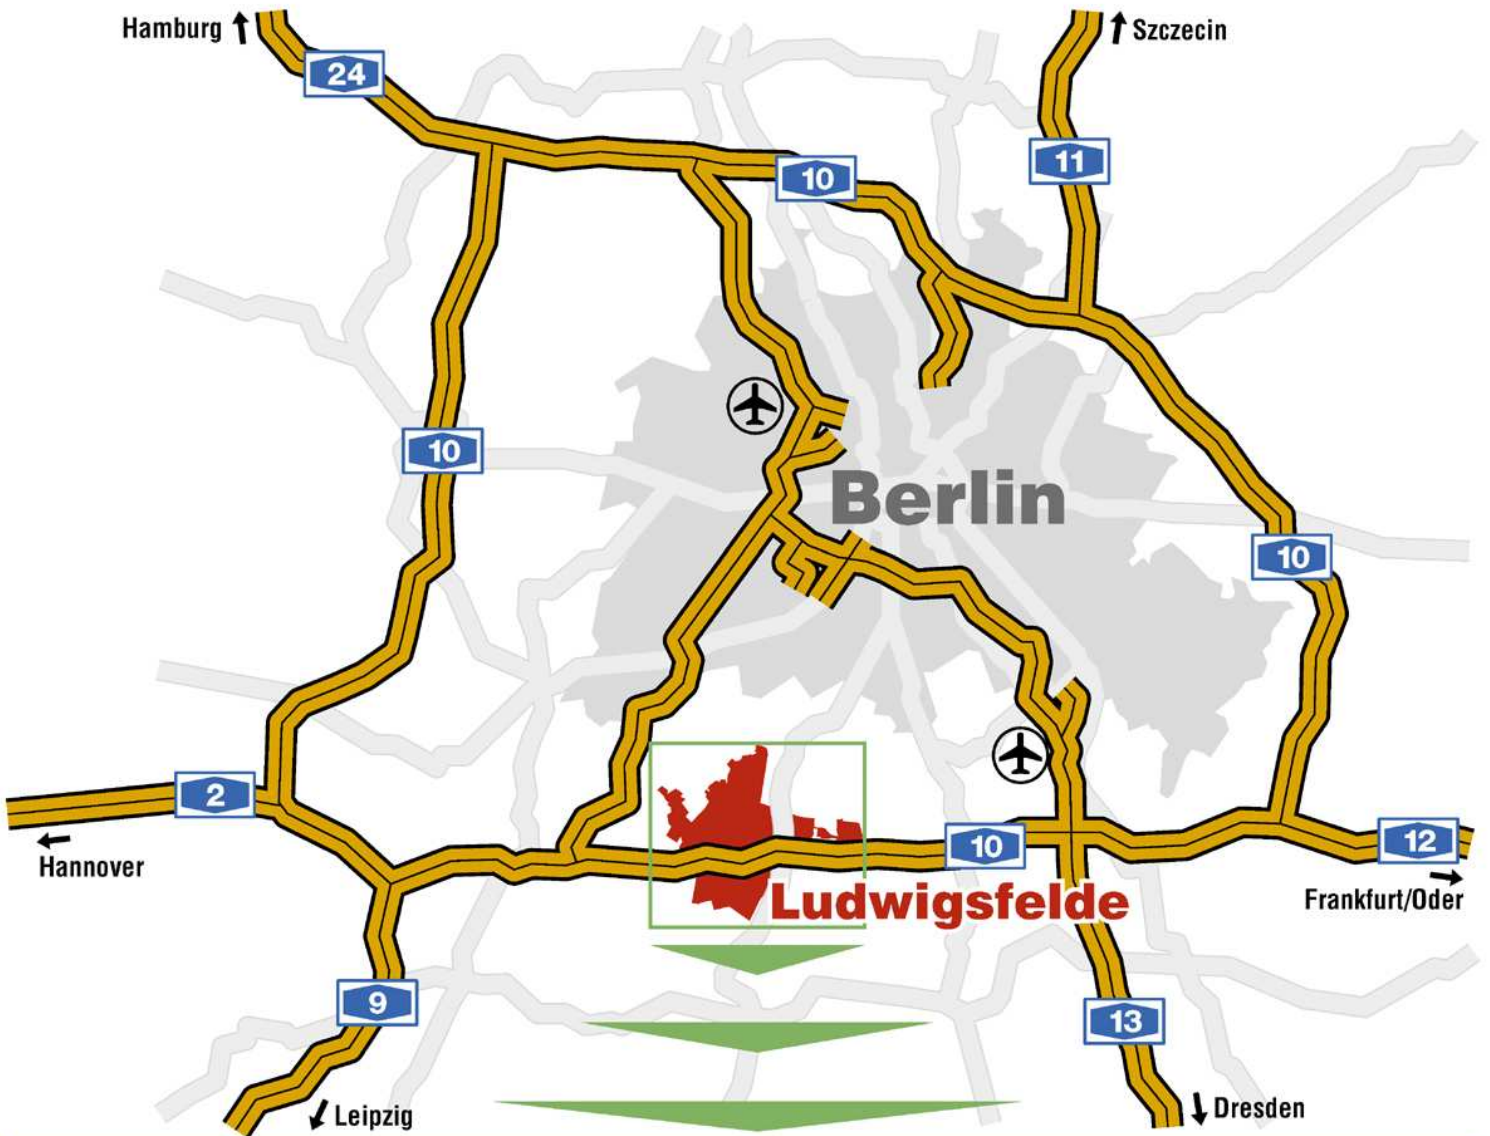 Hamburg
Szczecin
24
11
10
10
Berlin
10
2
Hannover
10
12
Frankfurt/Oder
Ludwigsfelde
9
13
Leipzig
Dresden